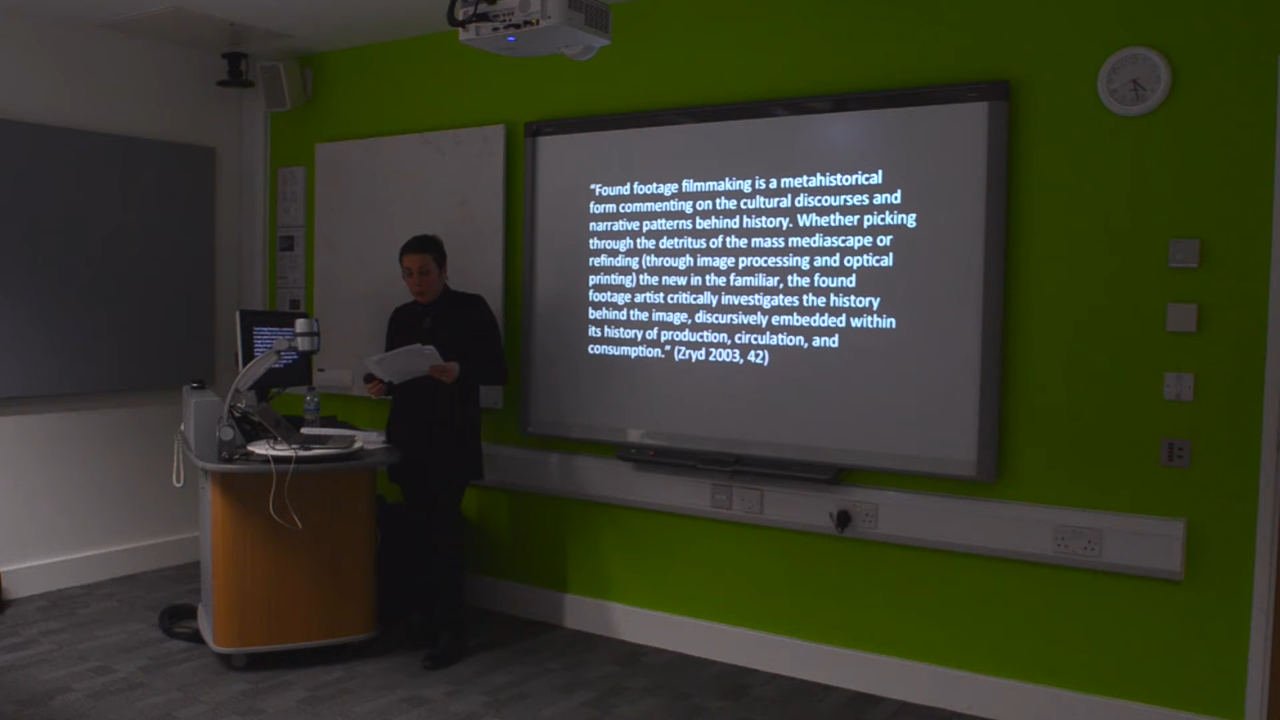 “Found footage filmmaking is a metahistorical
form commenting on the cultural discourses and
narrative patterns behind history. Whether picking
through the detritus of the mass mediascape or
refinding (through image processing and optical
printing) the new in the familiar, the found
footage artist critically investigates the history
behind the image, discursively embedded within
its history of production, circulation, and
consumption.” (Zryd 2003, 42)